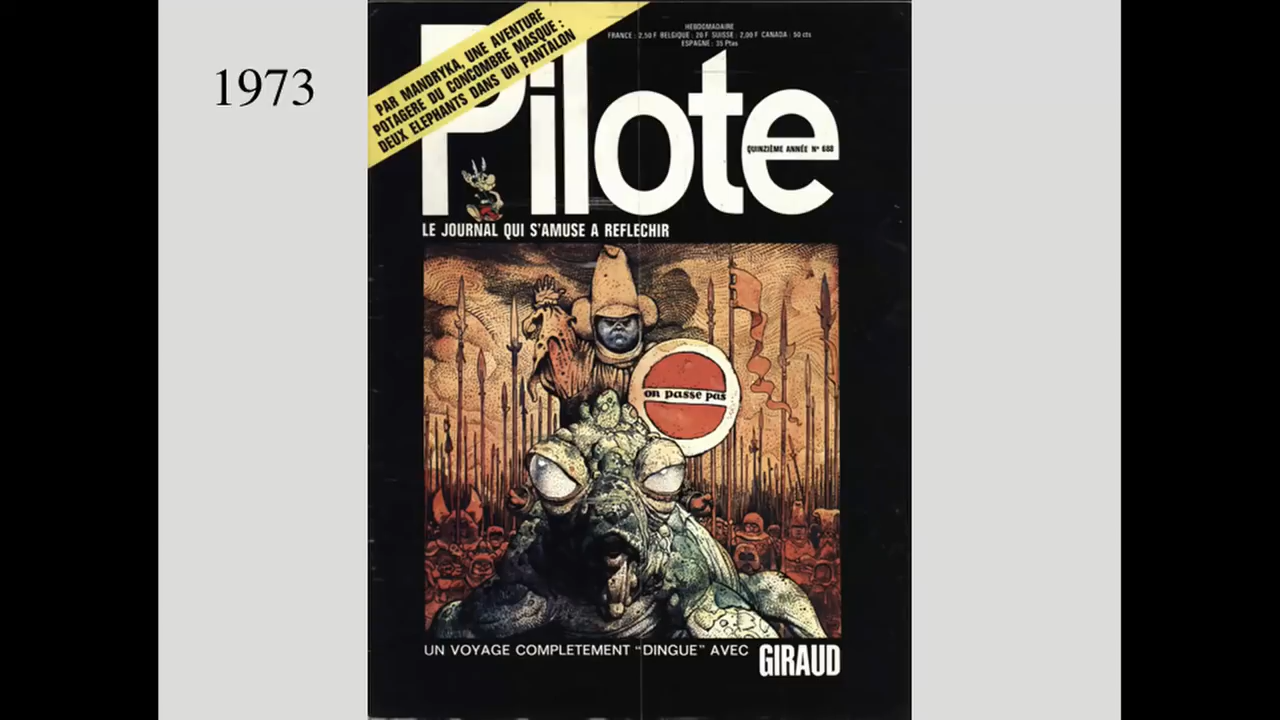 1973
PAR MANDRYKA, UNE AVENTURE
POTAGERE DU CONCOMBRE MASQUE :
DEUX ELEPHANTS DANS UN PANTALON
HEBDOMADAIRE
FRANCE : 2,50 F BELGIQUE : 20 F SUISSE : 2,00 F CANADA : 50 cts
ESPAGNE : 35 Ptas
Pilote
QUINZIÈME ANNÉE N° 688
LE JOURNAL QUI S'AMUSE A REFLECHIR
on passe pas
UN VOYAGE COMPLETEMENT "DINGUE" AVEC GIRAUD